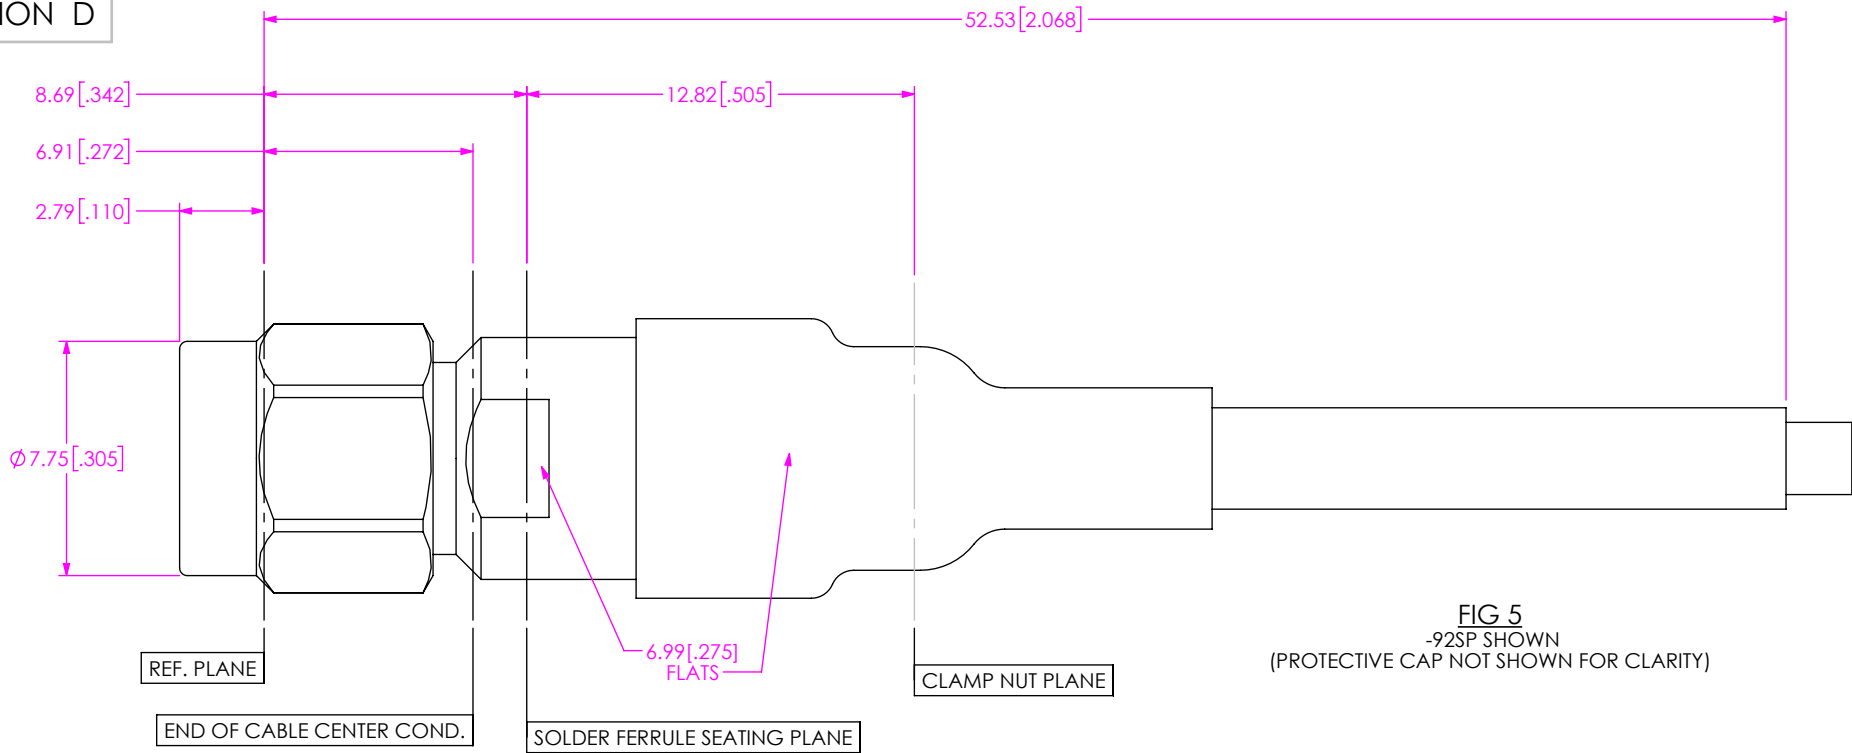 ION D
52.53[2.068]
8.69[.342]
12.82[.505]
6.91[.272]
2.79[.110]
Ø7.75[.305]
6.99[.275]
FLATS
REF. PLANE
END OF CABLE CENTER COND.
SOLDER FERRULE SEATING PLANE
CLAMP NUT PLANE
FIG 5
-92SP SHOWN
(PROTECTIVE CAP NOT SHOWN FOR CLARITY)